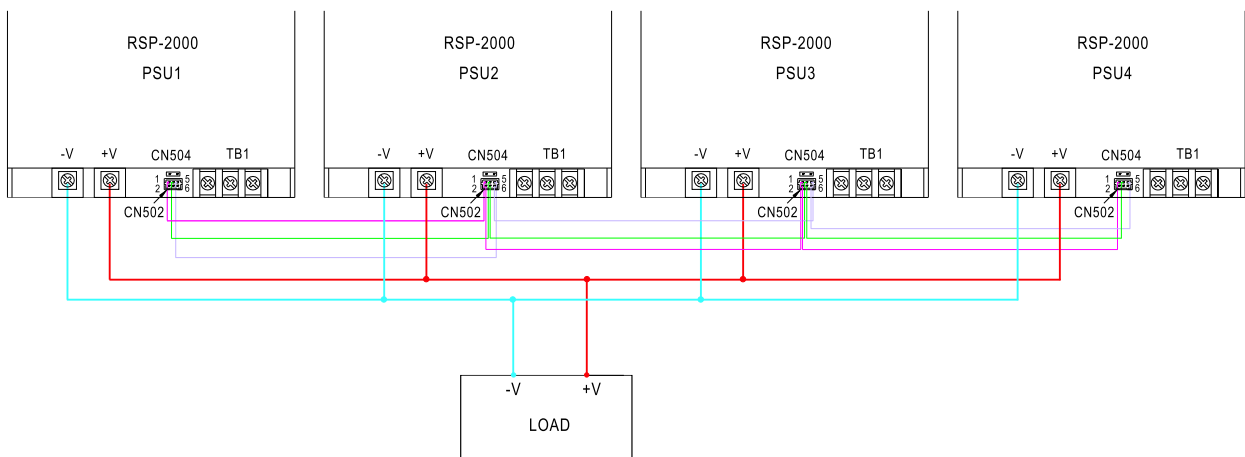 RSP-2000 RSP-2000 RSP-2000 RSP-2000
PSU1 PSU2 PSU3 PSU4
-V +V CN504 TB1 -V +V CN504 TB1 -V +V CN504 TB1 -V +V CN504 TB1
1 5 1 5 1 5 1 5
2 6 2 6 2 6 2 6
CN502 CN502 CN502 CN502
-V +V
LOAD